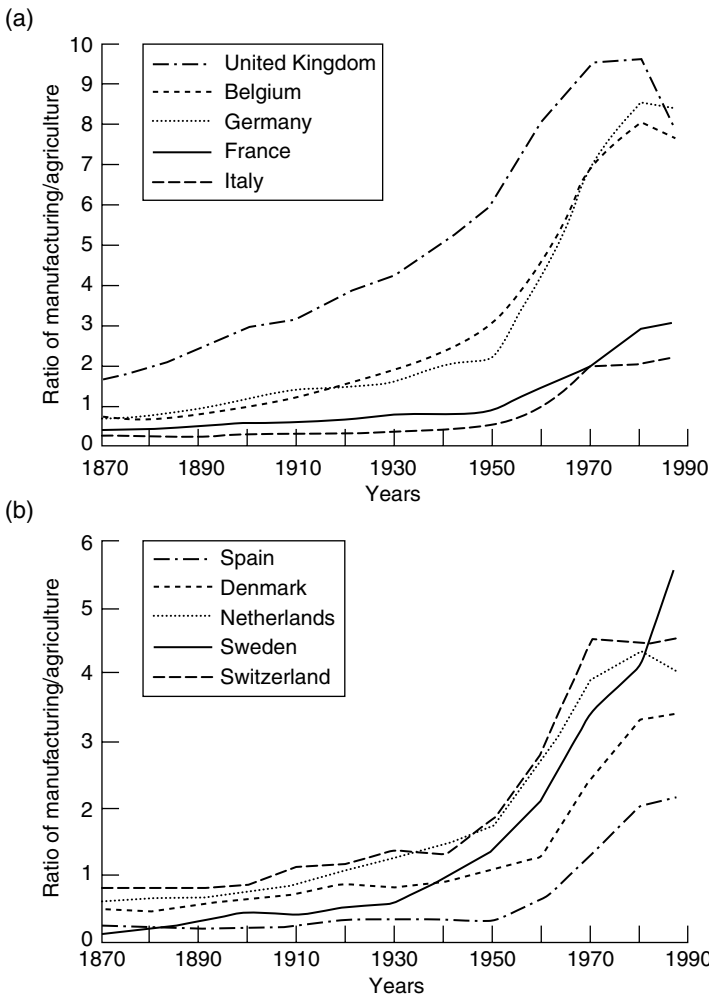 (a)
Ratio of manufacturing/agriculture
10
9
8
7
6
5
4
3
2
1
0
United Kingdom
Belgium
Germany
France
Italy
1870 1890 1910 1930 1950 1970 1990
Years
(b)
Ratio of manufacturing/agriculture
6
5
4
3
2
1
0
Spain
Denmark
Netherlands
Sweden
Switzerland
1870 1890 1910 1930 1950 1970 1990
Years